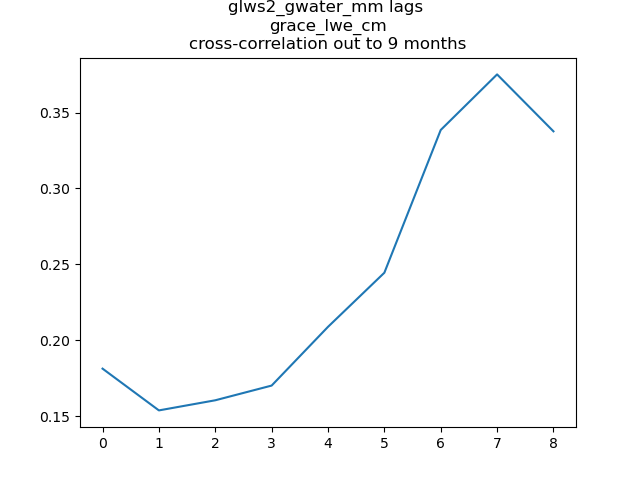 glws2_gwater_mm lags
grace_lwe_cm
cross-correlation out to 9 months
0.35
0.30
0.25
0.20
0.15
0 1 2 3 4 5 6 7 8